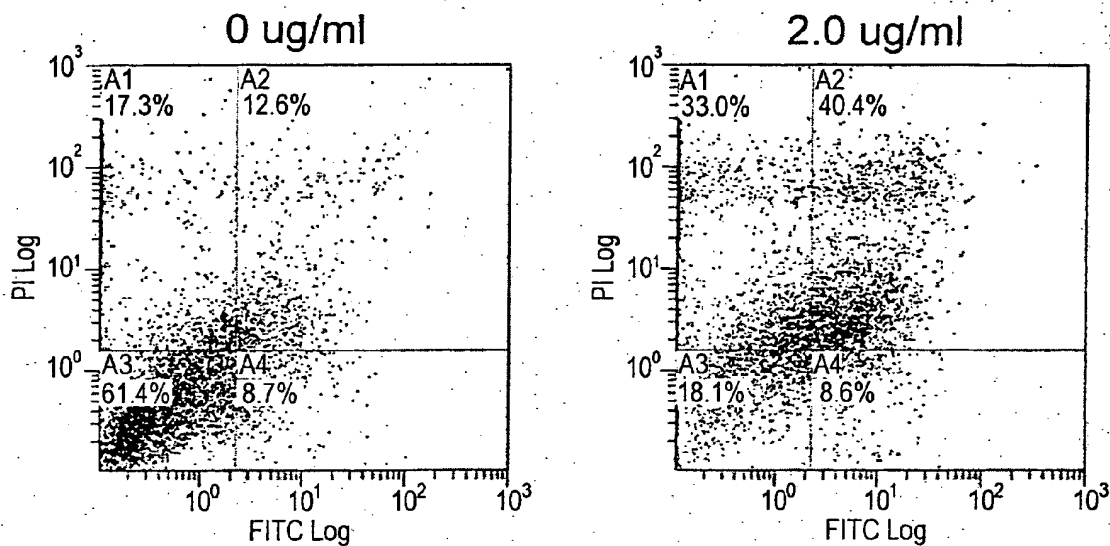 0 ug/ml
10³
A1
17.3%
A2
12.6%
10²
10¹
10⁰
A3
61.4%
A4
8.7%
PI Log
10⁰ 10¹ 10² 10³
FITC Log
2.0 ug/ml
10³
A1
33.0%
A2
40.4%
10²
10¹
10⁰
A3
18.1%
A4
8.6%
PI Log
10⁰ 10¹ 10² 10³
FITC Log